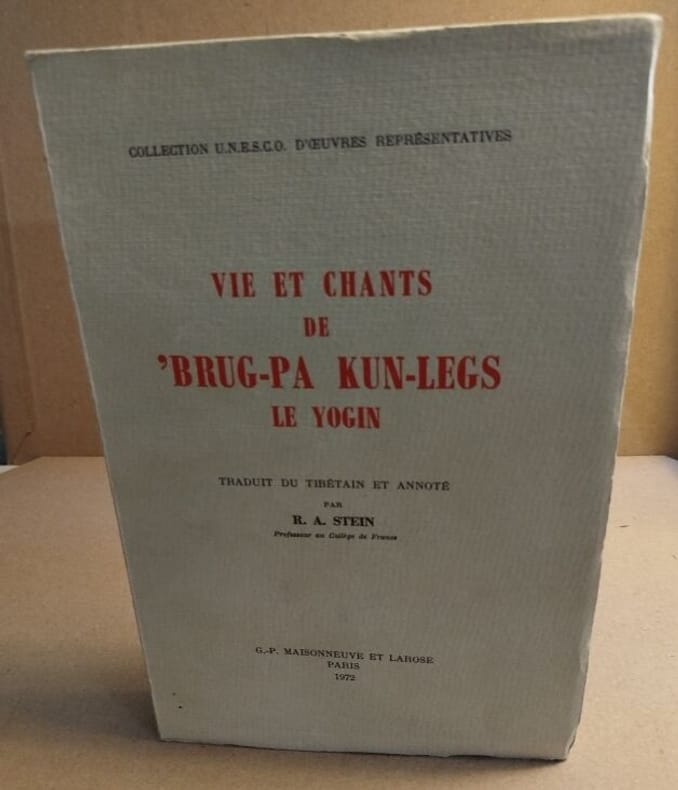 COLLECTION U.N.E.S.C.O. D'ŒUVRES REPRÉSENTATIVES
VIE ET CHANTS
DE
'BRUG-PA KUN-LEGS
LE YOGIN
TRADUIT DU TIBÉTAIN ET ANNOTÉ
PAR
R. A. STEIN
Professeur au Collège de France
G.-P. MAISONNEUVE ET LAROSE
PARIS
1972